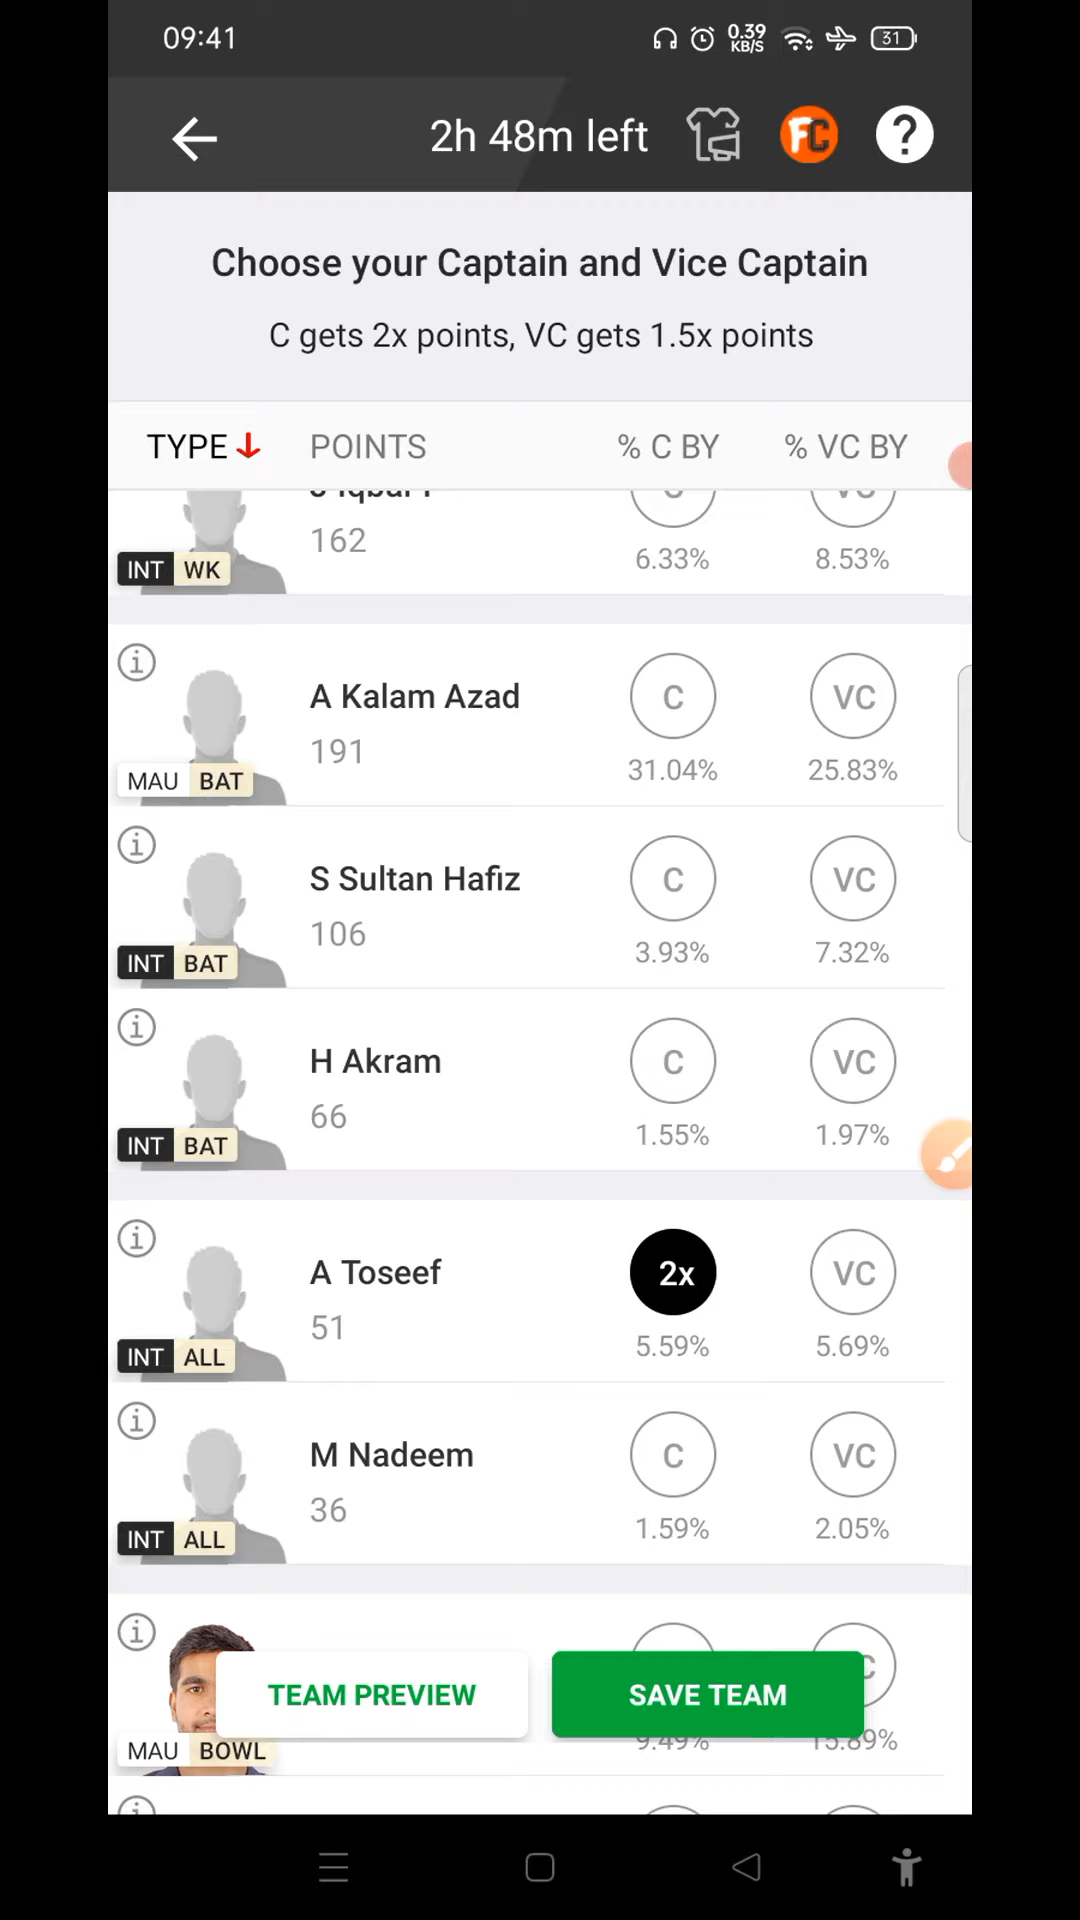 09:41
0.39
KB/S
31
2h 48m left
FC
?
Choose your Captain and Vice Captain
C gets 2x points, VC gets 1.5x points
TYPE POINTS % C BY % VC BY
162
6.33% 8.53%
INT WK
A Kalam Azad
C VC
191
31.04% 25.83%
MAU BAT
S Sultan Hafiz
C VC
106
3.93% 7.32%
INT BAT
H Akram
C VC
66
1.55% 1.97%
INT BAT
A Toseef
2x VC
51
5.59% 5.69%
INT ALL
M Nadeem
C VC
36
1.59% 2.05%
INT ALL
TEAM PREVIEW SAVE TEAM
9.49% 15.89%
MAU BOWL